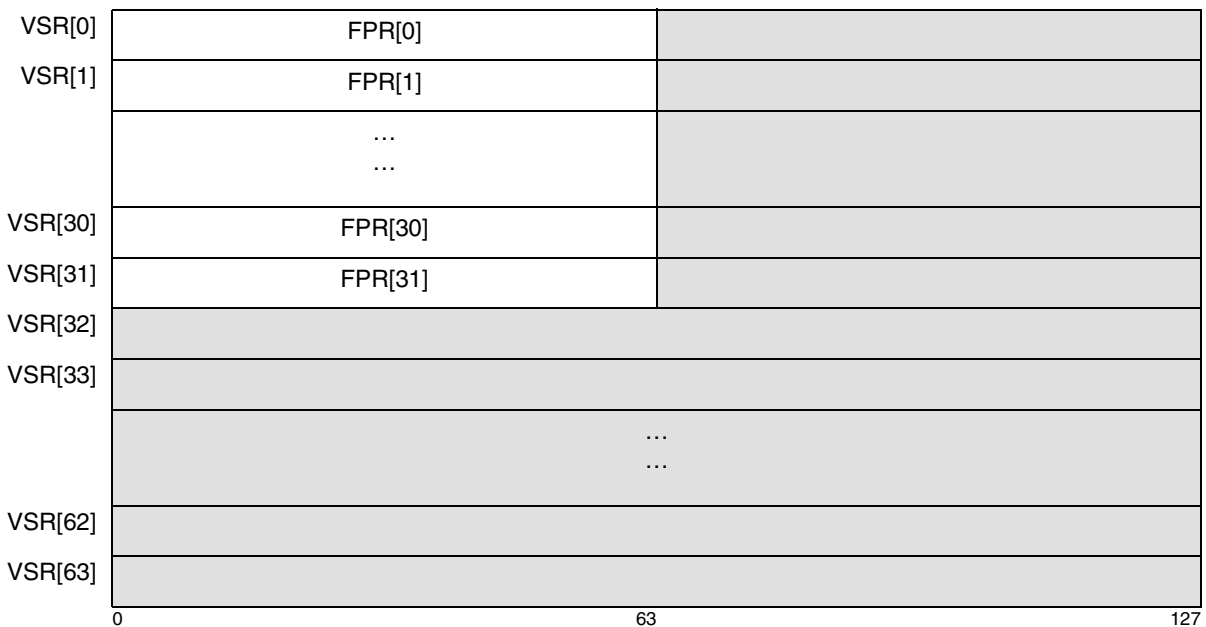 VSR[0] FPR[0]
VSR[1] FPR[1]
...
...
VSR[30] FPR[30]
VSR[31] FPR[31]
VSR[32]
VSR[33]
...
...
VSR[62]
VSR[63]
0 63 127